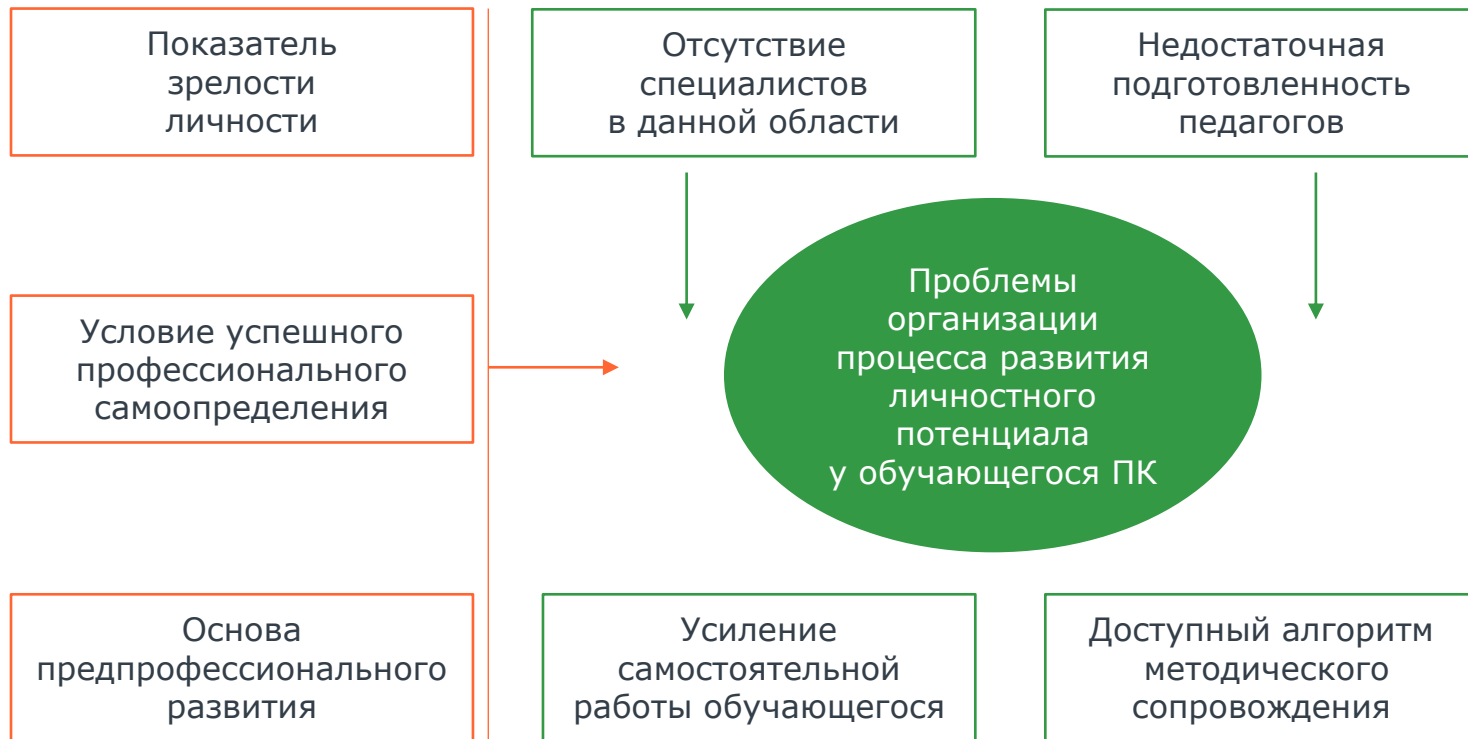 Показатель
зрелости
личности
Отсутствие
специалистов
в данной области
Недостаточная
подготовленность
педагогов
Условие успешного
профессионального
самоопределения
Проблемы
организации
процесса развития
личностного
потенциала
у обучающегося ПК
Основа
предпрофессионального
развития
Усиление
самостоятельной
работы обучающегося
Доступный алгоритм
методического
сопровождения